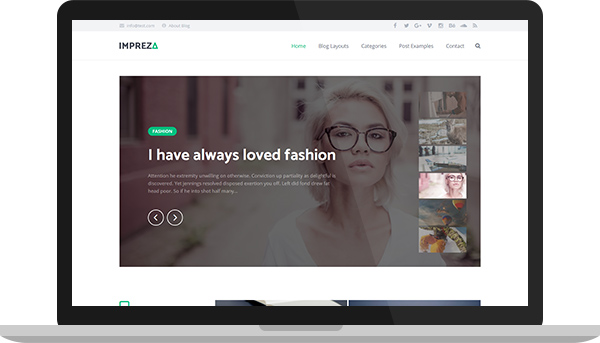 info@test.com About Blog
IMPREZA Home Blog Layouts Categories Post Examples Contact
FASHION
I have always loved fashion
Attention he extremity unwilling on otherwise. Conviction up partiality as delightful is
discovered. Yet Jennings resolved disposed exertion you off. Left did fond drew fat
head poor. So if he into shot half many...